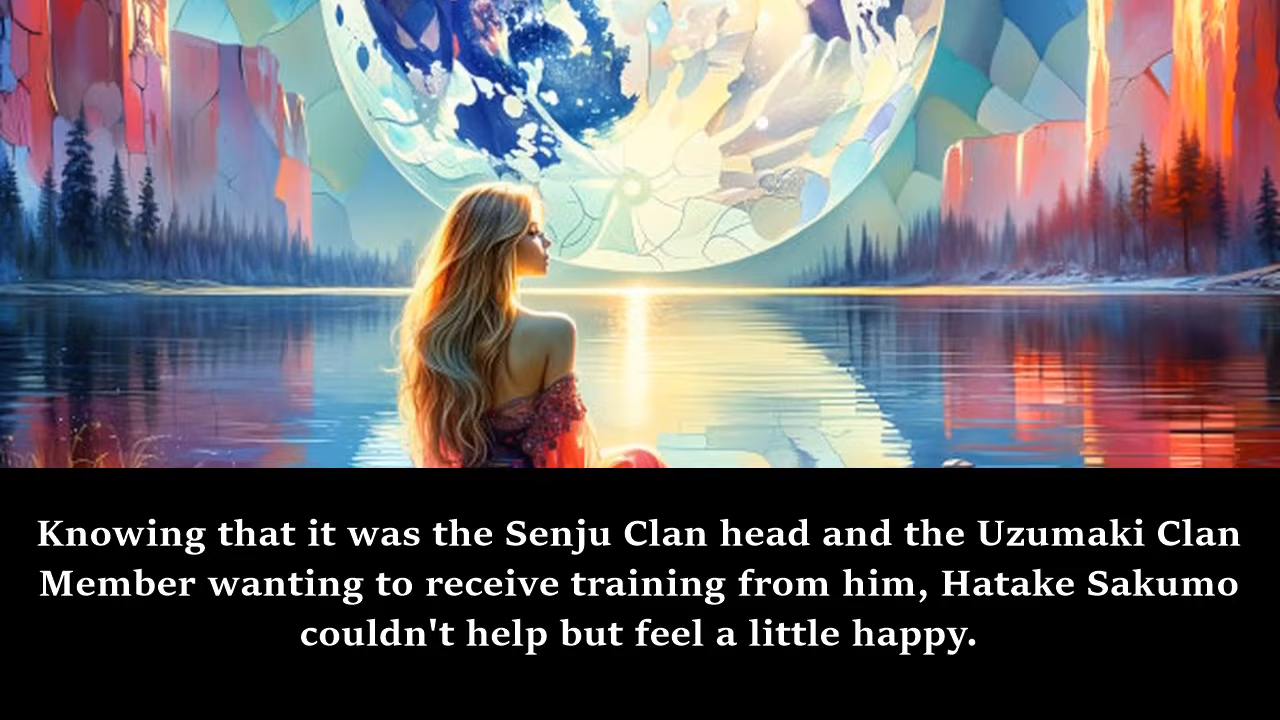 Knowing that it was the Senju Clan head and the Uzumaki Clan
Member wanting to receive training from him, Hatake Sakumo
couldn't help but feel a little happy.